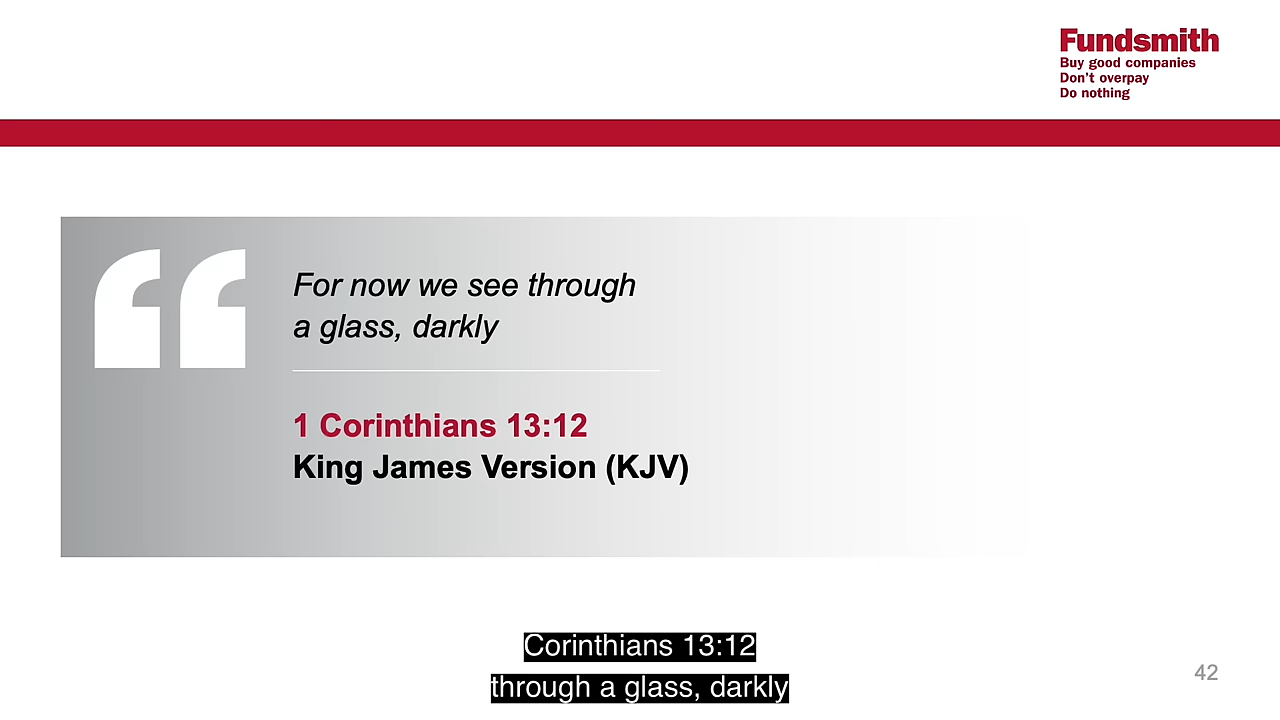 Fundsmith
Buy good companies
Don't overpay
Do nothing
For now we see through
a glass, darkly
1 Corinthians 13:12
King James Version (KJV)
Corinthians 13:12
through a glass, darkly
42